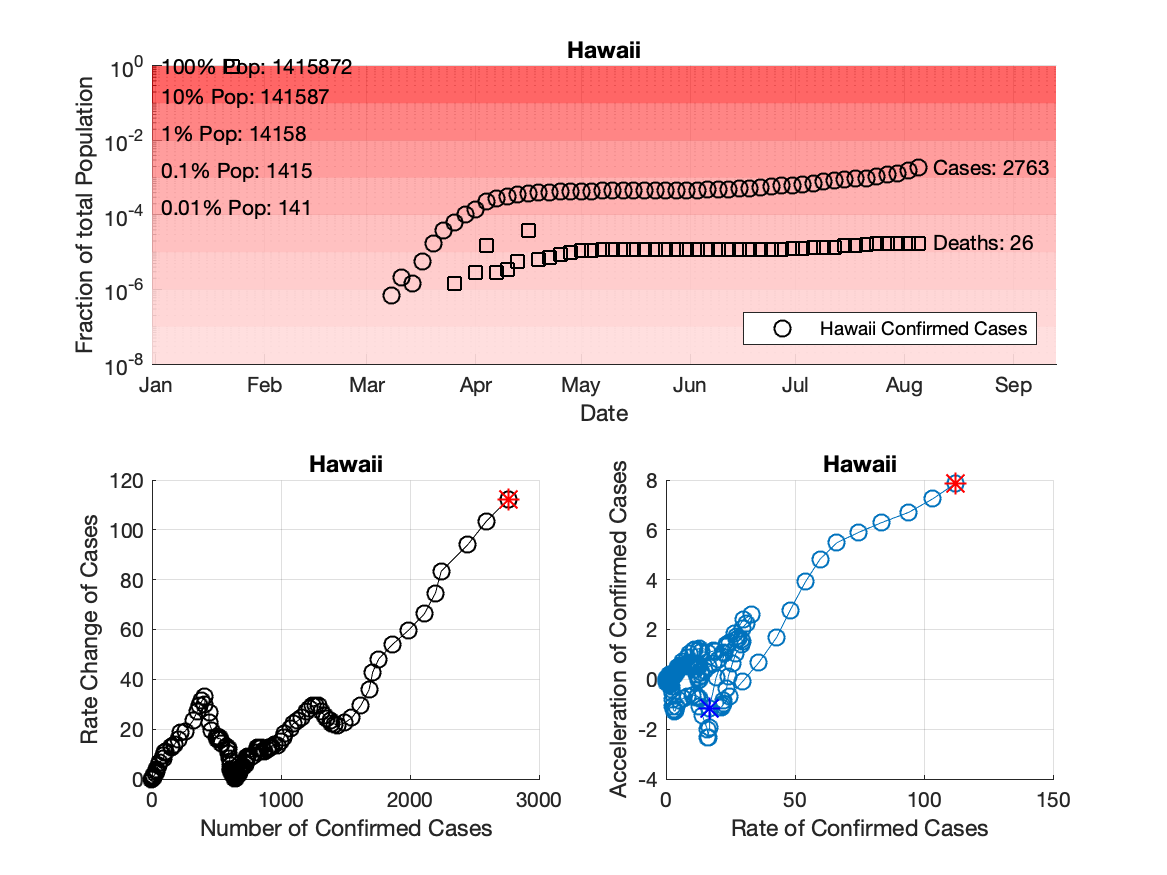 Hawaii
10^0
10^-2
10^-4
10^-6
10^-8
Fraction of total Population
100% Pop: 1415872
10% Pop: 141587
1% Pop: 14158
0.1% Pop: 1415
0.01% Pop: 141
Cases: 2763
Deaths: 26
Hawaii Confirmed Cases
Jan Feb Mar Apr May Jun Jul Aug Sep
Date
Hawaii
120
100
80
60
40
20
0
Rate Change of Cases
0 1000 2000 3000
Number of Confirmed Cases
Hawaii
8
6
4
2
0
-2
-4
Acceleration of Confirmed Cases
0 50 100 150
Rate of Confirmed Cases